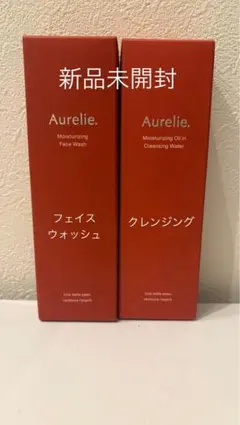 新品未開封
Aurelie.
Moisturizing
Face Wash
フェイス
ウォッシュ
Aurelie.
Moisturizing Oil in
Cleansing Water
クレンジング